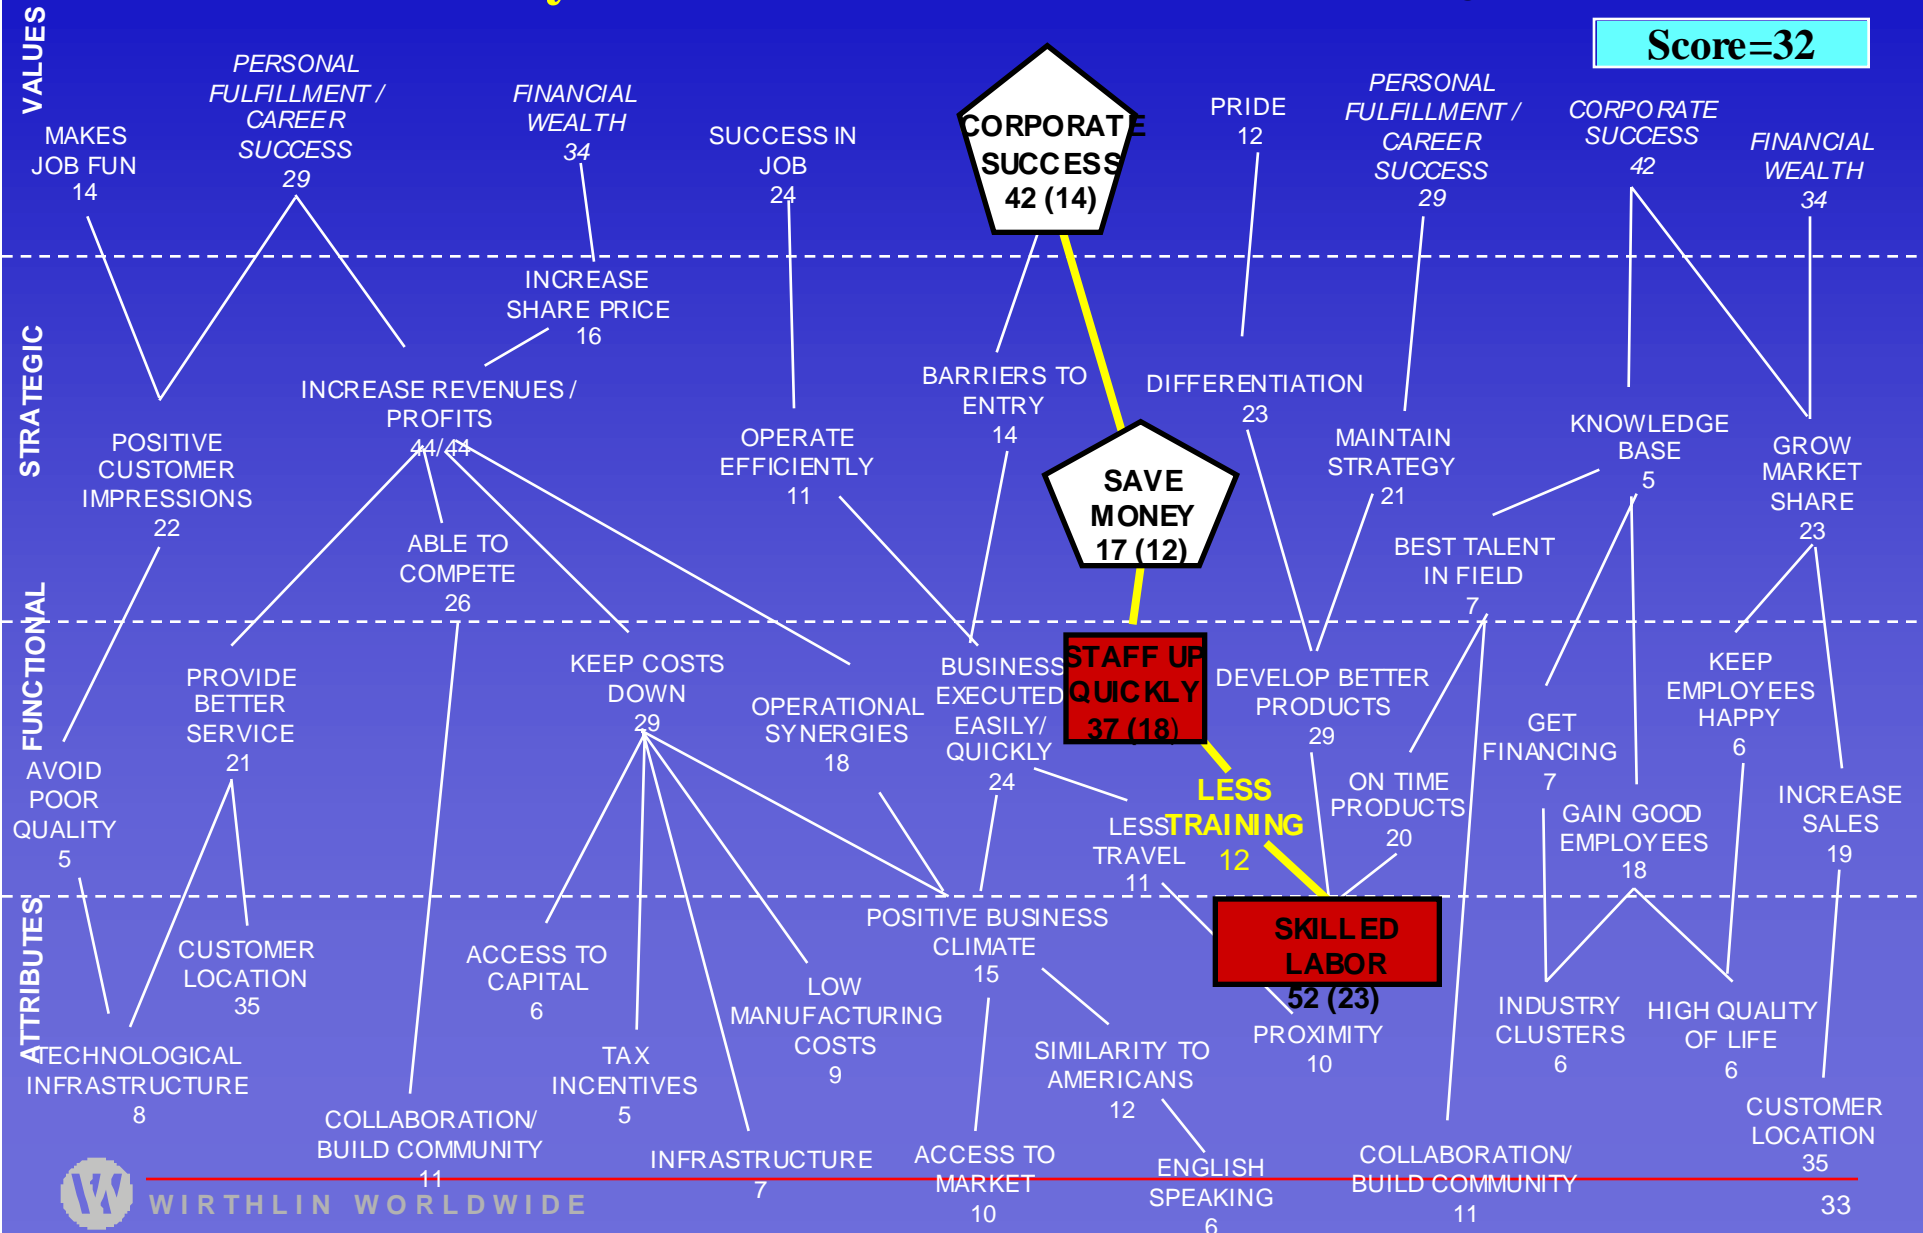 VALUES
Score=32
PERSONAL
FULFILLMENT /
CAREER
SUCCESS
29
MAKES
JOB FUN
14
FINANCIAL
WEALTH
34
SUCCESS IN
JOB
24
CORPORATE
SUCCESS
42 (14)
PRIDE
12
PERSONAL
FULFILLMENT /
CAREER
SUCCESS
29
CORPORATE
SUCCESS
42
FINANCIAL
WEALTH
34
STRATEGIC
INCREASE
SHARE PRICE
16
INCREASE REVENUES /
PROFITS
44/44
POSITIVE
CUSTOMER
IMPRESSIONS
22
ABLE TO
COMPETE
26
OPERATE
EFFICIENTLY
11
BARRIERS TO
ENTRY
14
SAVE
MONEY
17 (12)
DIFFERENTIATION
23
MAINTAIN
STRATEGY
21
BEST TALENT
IN FIELD
7
KNOWLEDGE
BASE
5
GROW
MARKET
SHARE
23
FUNCTIONAL
AVOID
POOR
QUALITY
5
PROVIDE
BETTER
SERVICE
21
KEEP COSTS
DOWN
29
OPERATIONAL
SYNERGIES
18
BUSINESS
EXECUTED
EASILY/
QUICKLY
24
STAFF UP
QUICKLY
37 (18)
LESS
TRAINING
12
LESS
TRAVEL
11
DEVELOP BETTER
PRODUCTS
29
ON TIME
PRODUCTS
20
GET
FINANCING
7
GAIN GOOD
EMPLOYEES
18
KEEP
EMPLOYEES
HAPPY
6
INCREASE
SALES
19
ATTRIBUTES
TECHNOLOGICAL
INFRASTRUCTURE
8
CUSTOMER
LOCATION
35
COLLABORATION/
BUILD COMMUNITY
11
ACCESS TO
CAPITAL
6
TAX
INCENTIVES
5
INFRASTRUCTURE
7
LOW
MANUFACTURING
COSTS
9
POSITIVE BUSINESS
CLIMATE
15
ACCESS TO
MARKET
10
SIMILARITY TO
AMERICANS
12
ENGLISH
SPEAKING
6
SKILLED
LABOR
52 (23)
PROXIMITY
10
COLLABORATION/
BUILD COMMUNITY
11
INDUSTRY
CLUSTERS
6
HIGH QUALITY
OF LIFE
6
CUSTOMER
LOCATION
35
W
WIRTHLIN WORLDWIDE
33